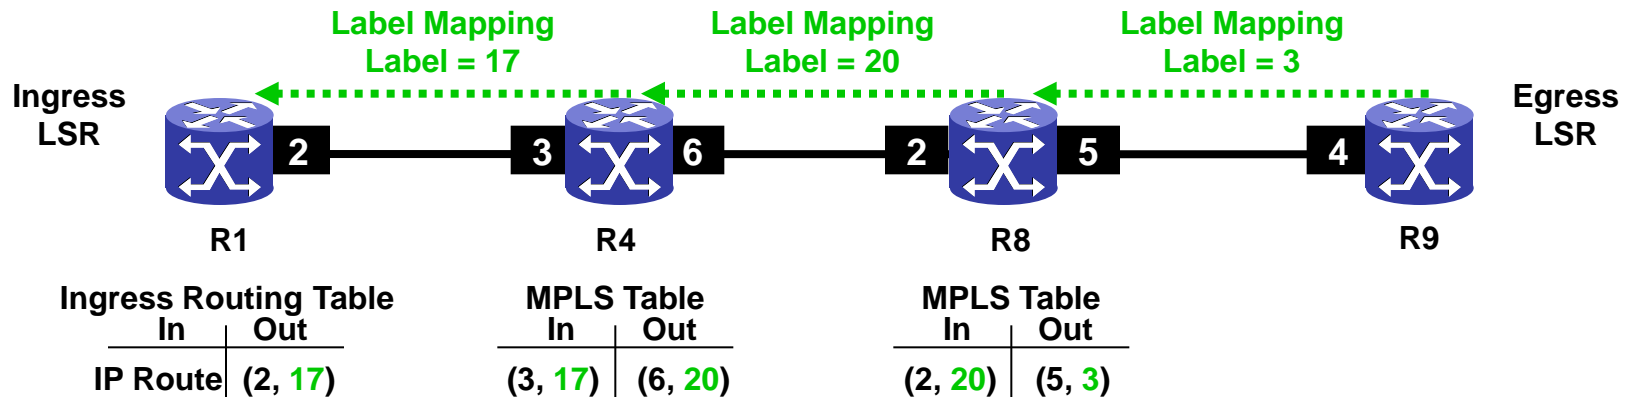 Label Mapping
Label = 17
Label Mapping
Label = 20
Label Mapping
Label = 3
Ingress
LSR
Egress
LSR
2
3
6
2
5
4
R1
R4
R8
R9
Ingress Routing Table
In Out
IP Route (2, 17)
MPLS Table
In Out
(3, 17) (6, 20)
MPLS Table
In Out
(2, 20) (5, 3)